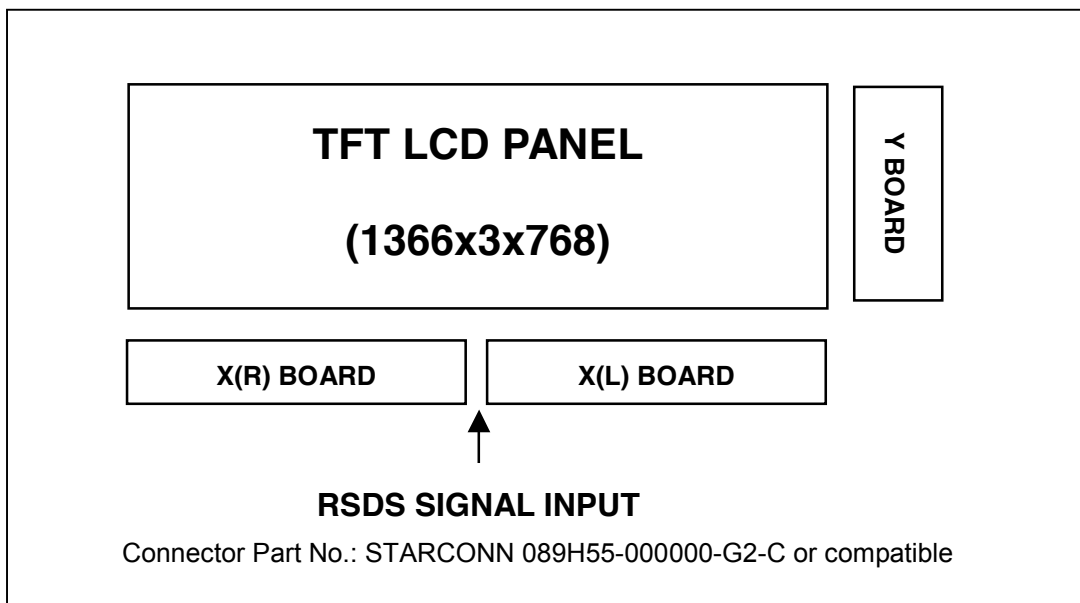 TFT LCD PANEL
(1366x3x768)
Y BOARD
X(R) BOARD
X(L) BOARD
RSDS SIGNAL INPUT
Connector Part No.: STARCONN 089H55-000000-G2-C or compatible